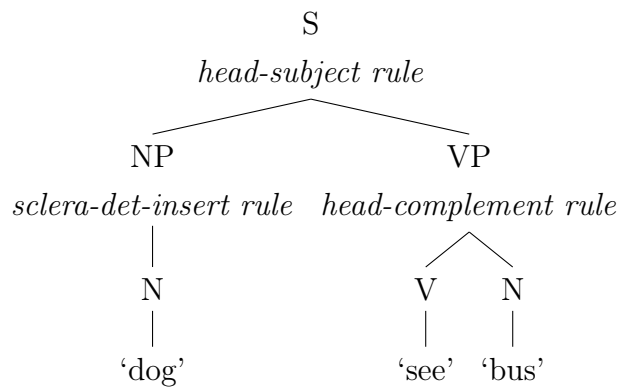 S
head-subject rule
NP VP
sclera-det-insert rule head-complement rule
N V N
‘dog’ ‘see’ ‘bus’